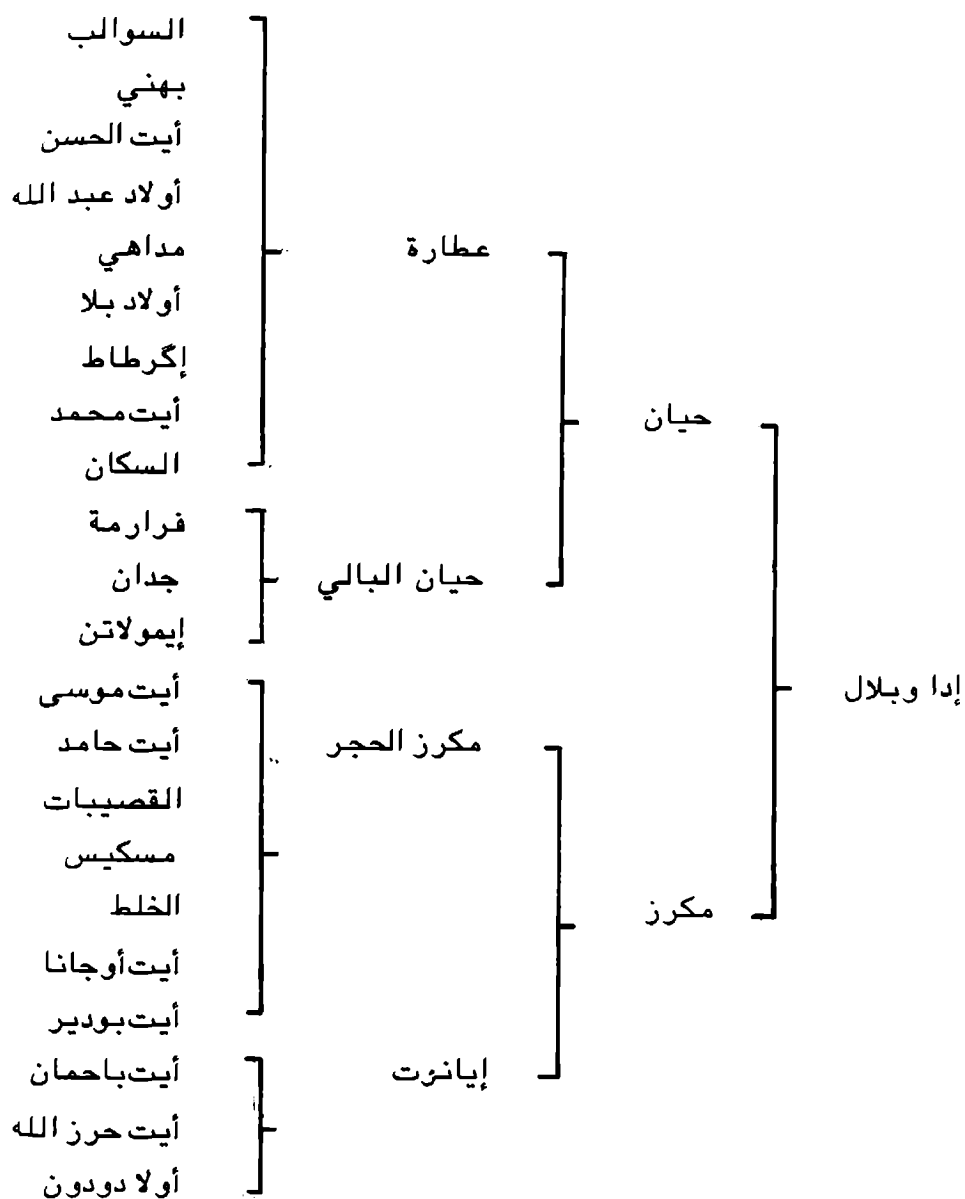 إدا وبلال
حيان
عطارة
السوالب
بهني
أيت الحسن
أولاد عبد الله
مداهي
أولاد بلا
إگرطاط
أيت محمد
السكان
حيان البالي
فرارمة
جدان
إيمولاتن
مكرز
مكرز الحجر
أيت موسى
أيت حامد
القصيبات
مسكيس
الخلط
أيت أوجانا
أيت بودير
أيت باحمان
أيت حرز الله
أولا دودون